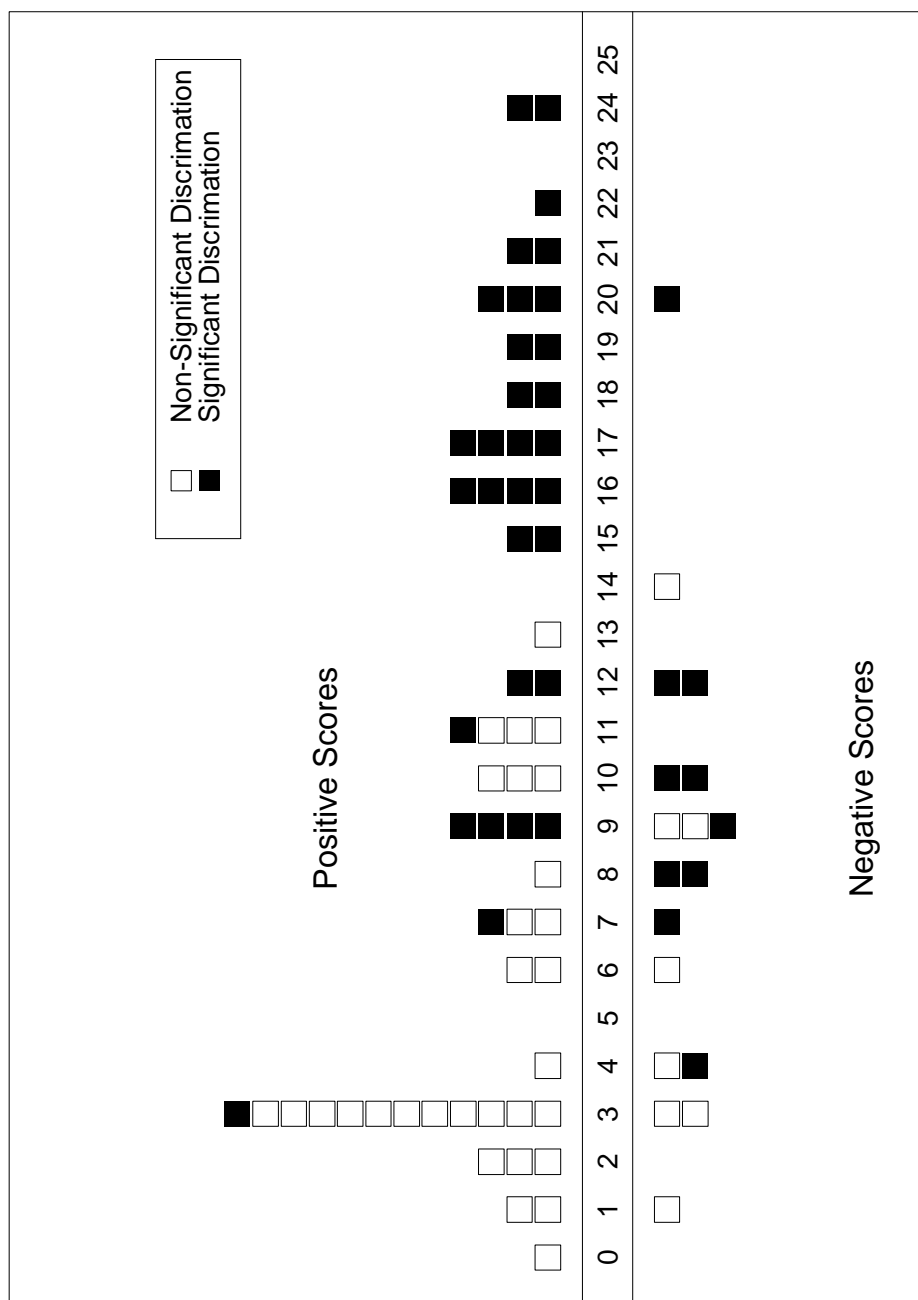 Non-Significant Discrimation
Significant Discrimation
Positive Scores
0 1 2 3 4 5 6 7 8 9 10 11 12 13 14 15 16 17 18 19 20 21 22 23 24 25
Negative Scores